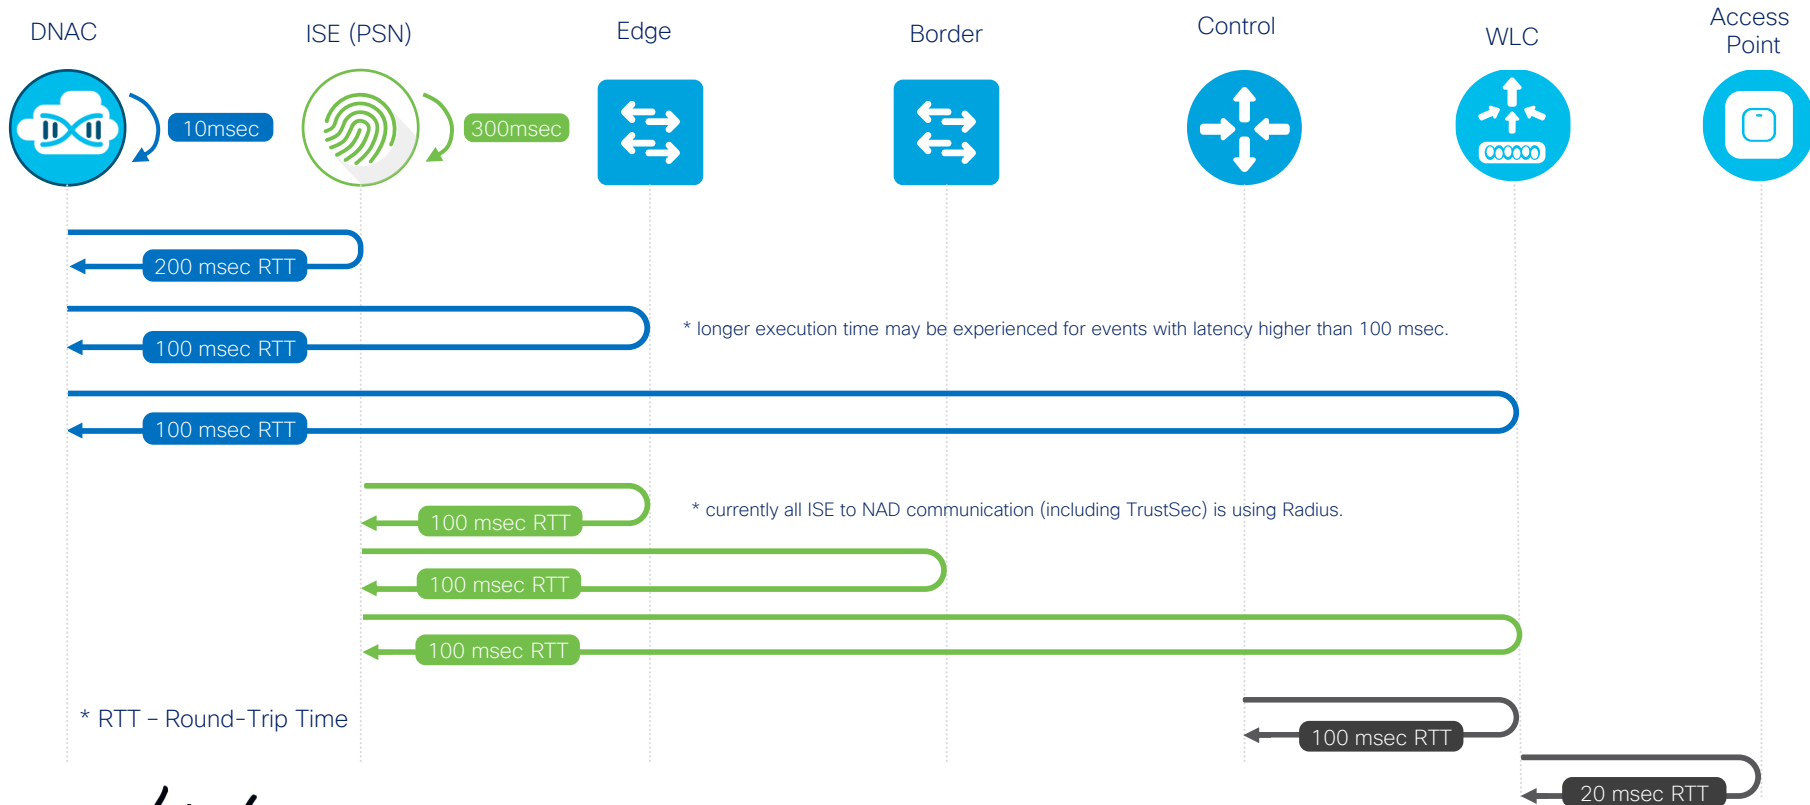 DNAC
ISE (PSN)
Edge
Border
Control
WLC
Access
Point
10msec
300msec
200 msec RTT
100 msec RTT
* longer execution time may be experienced for events with latency higher than 100 msec.
100 msec RTT
100 msec RTT
* currently all ISE to NAD communication (including TrustSec) is using Radius.
100 msec RTT
100 msec RTT
* RTT – Round-Trip Time
100 msec RTT
20 msec RTT